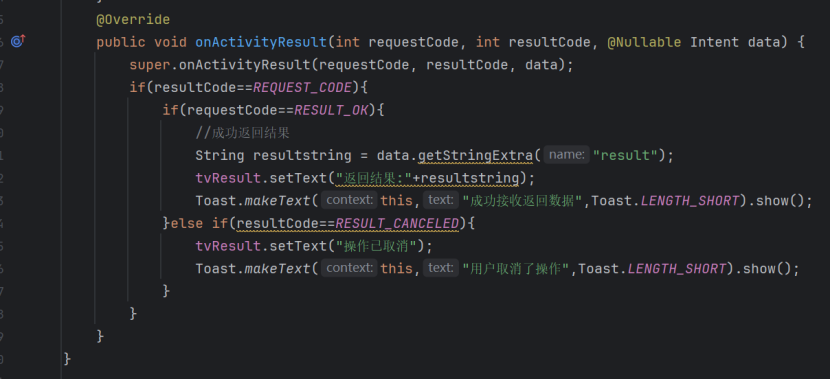 @Override
public void onActivityResult(int requestCode, int resultCode, @Nullable Intent data) {
super.onActivityResult(requestCode, resultCode, data);
if(resultCode==REQUEST_CODE){
if(requestCode==RESULT_OK){
//成功返回结果
String resultstring = data.getStringExtra( name: "result");
tvResult.setText("返回结果:"+resultstring);
Toast.makeText( context: this, text: "成功接收返回数据",Toast.LENGTH_SHORT).show();
}else if(resultCode==RESULT_CANCELED){
tvResult.setText("操作已取消");
Toast.makeText( context: this, text: "用户取消了操作",Toast.LENGTH_SHORT).show();
}
}
}
}